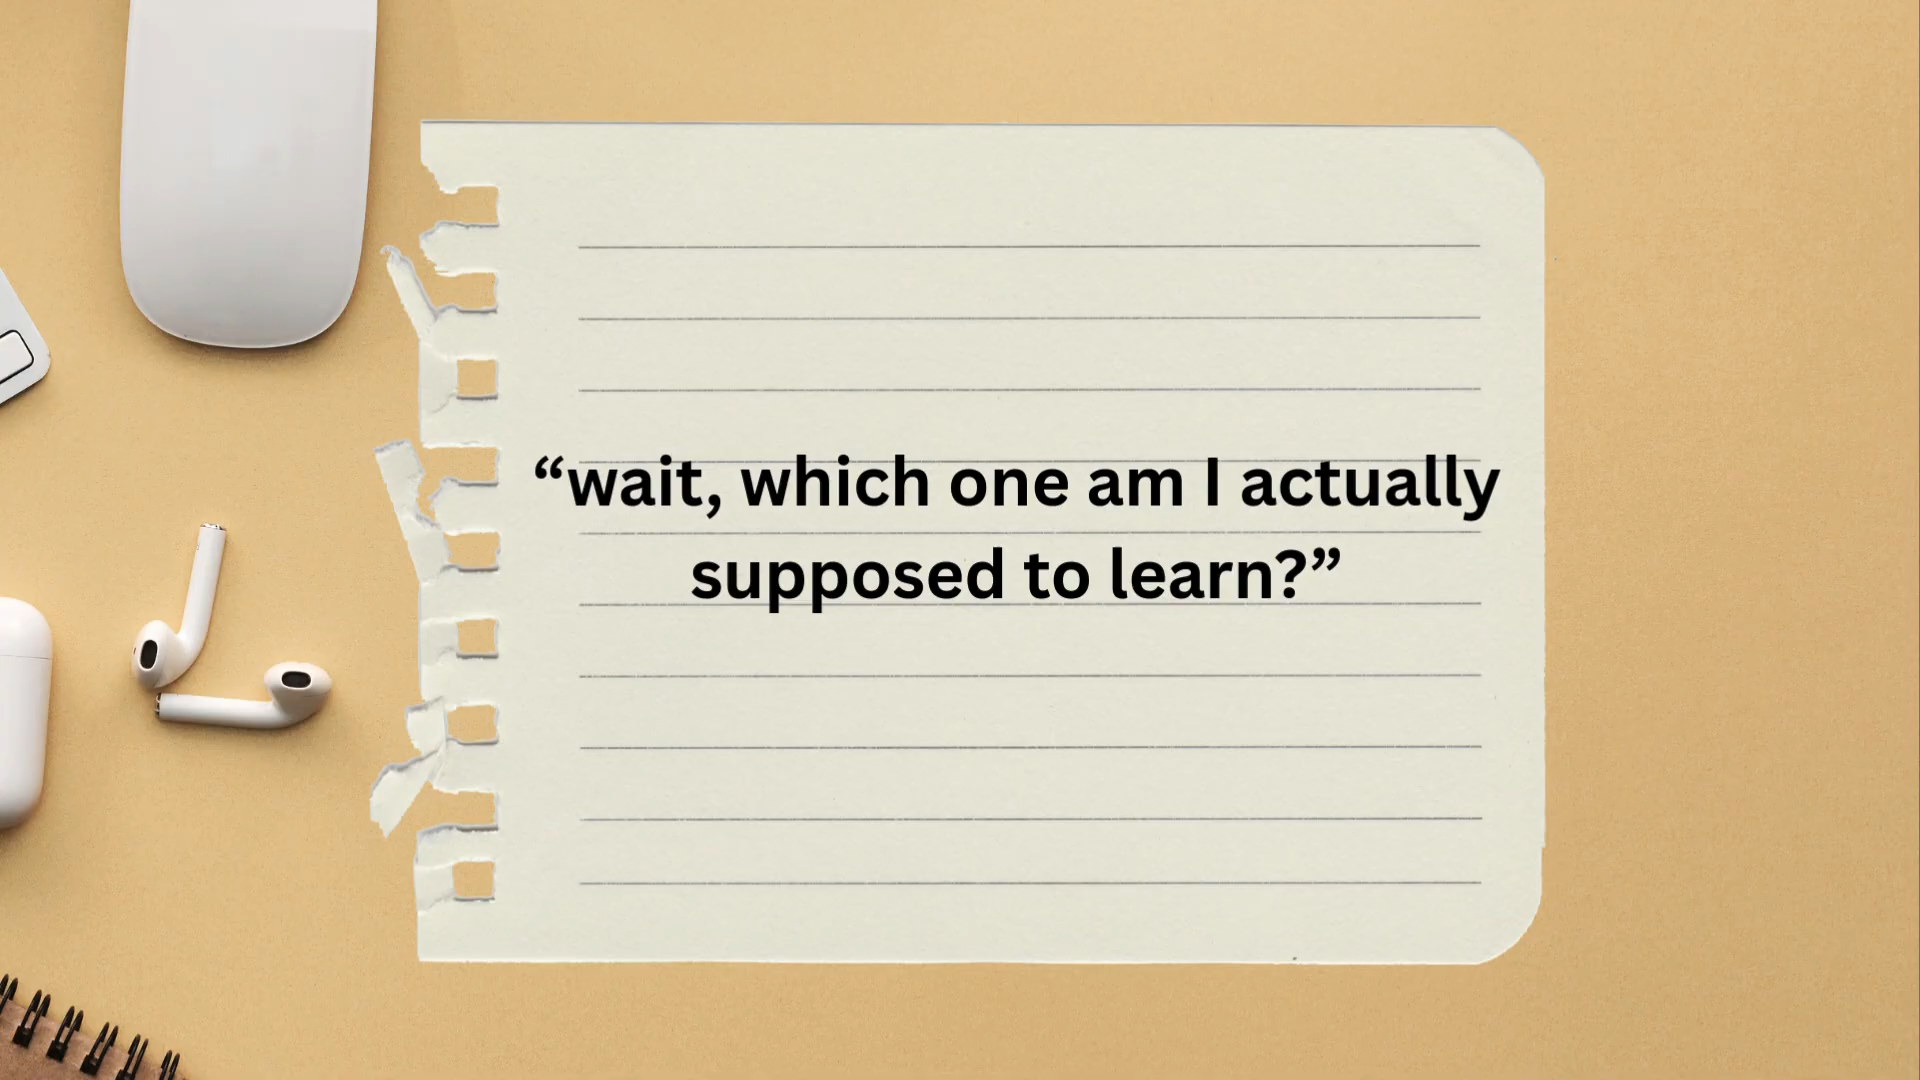 “wait, which one am I actually
supposed to learn?”